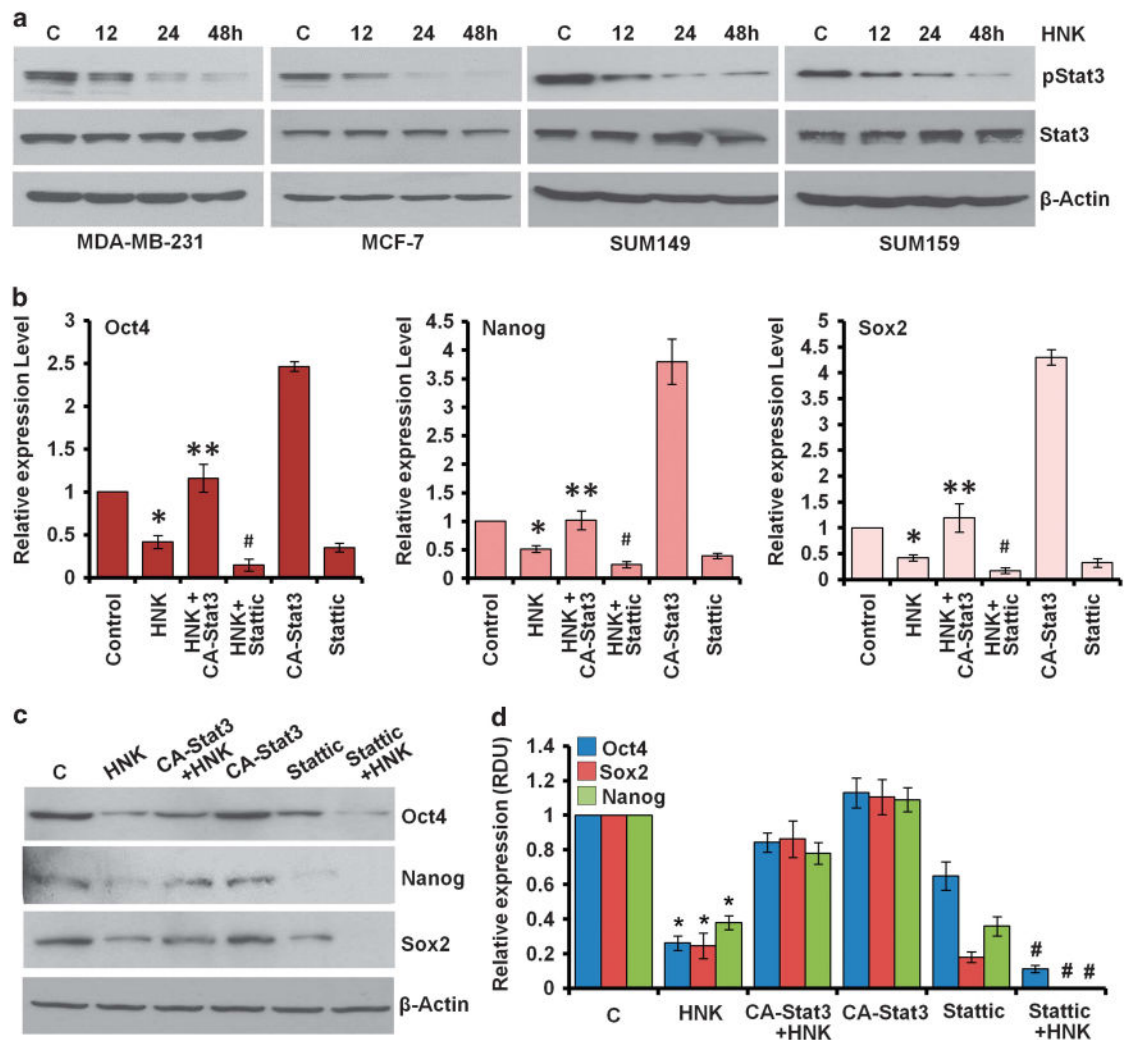 a
C 12 24 48h C 12 24 48h C 12 24 48h C 12 24 48h HNK
pStat3
Stat3
β-Actin
MDA-MB-231 MCF-7 SUM149 SUM159
b
Oct4
Relative expression Level
3
2.5
2
1.5
1
0.5
0
*
**
#
Control
HNK
HNK +
CA-Stat3
HNK+
Stattic
CA-Stat3
Stattic
Nanog
Relative expression Level
4.5
4
3.5
3
2.5
2
1.5
1
0.5
0
*
**
#
Control
HNK
HNK +
CA-Stat3
HNK+
Stattic
CA-Stat3
Stattic
Sox2
Relative expression Level
5
4.5
4
3.5
3
2.5
2
1.5
1
0.5
0
*
**
#
Control
HNK
HNK +
CA-Stat3
HNK+
Stattic
CA-Stat3
Stattic
c
C
HNK
CA-Stat3
+HNK
CA-Stat3
Stattic
Stattic
+HNK
Oct4
Nanog
Sox2
β-Actin
d
Relative expression (RDU)
1.4
1.2
1
0.8
0.6
0.4
0.2
0
Oct4
Sox2
Nanog
* * *
# # #
C HNK CA-Stat3 CA-Stat3 Stattic Stattic
+HNK +HNK